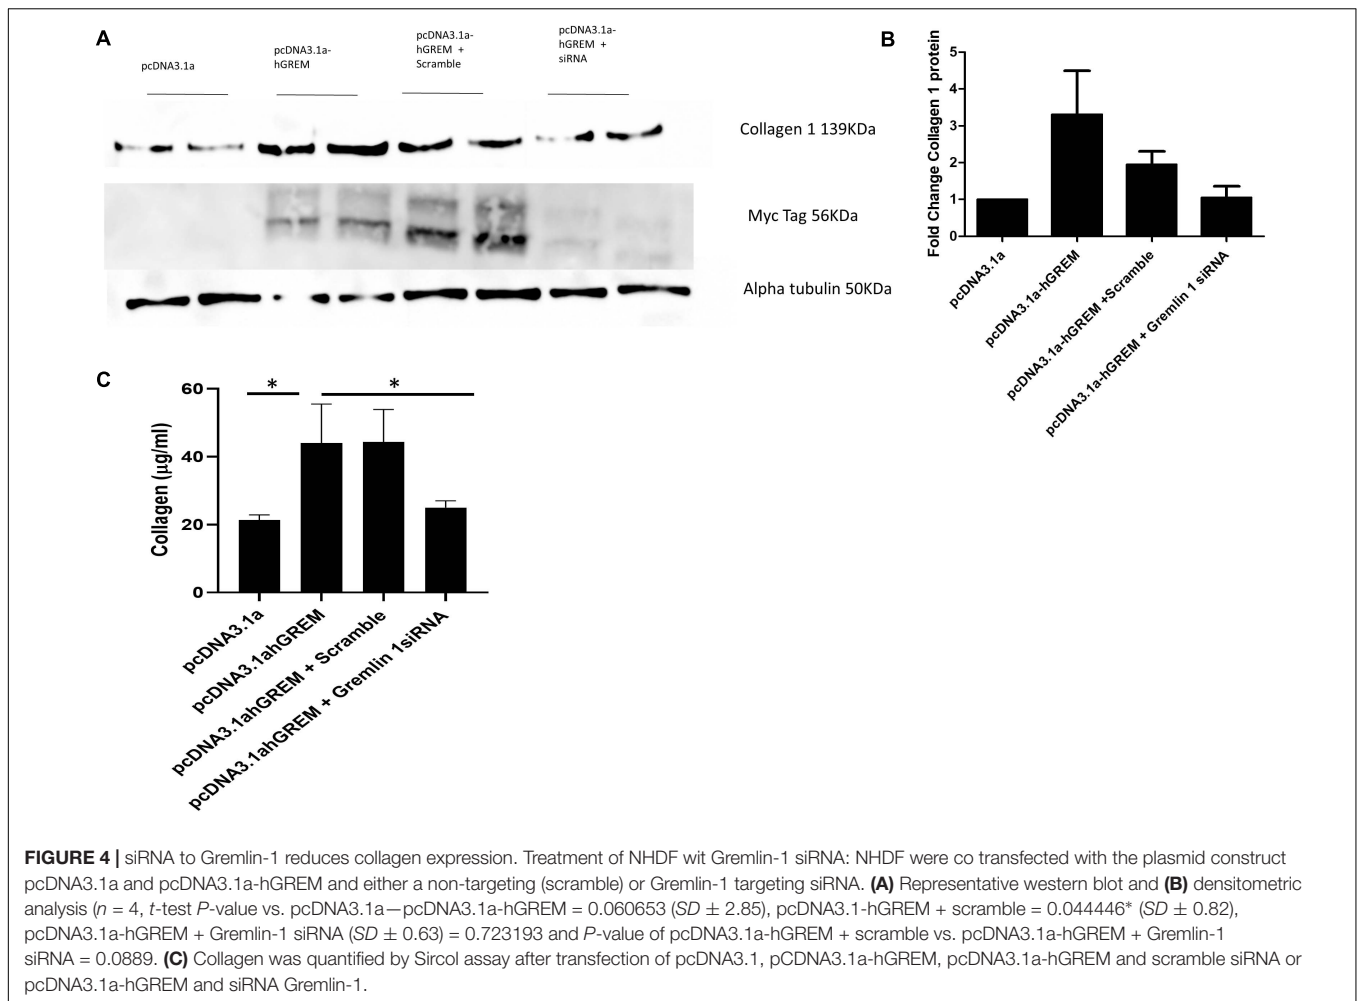 A
pcDNA3.1a
pcDNA3.1a-
hGREM
pcDNA3.1a-
hGREM +
Scramble
pcDNA3.1a-
hGREM +
siRNA
Collagen 1 139KDa
Myc Tag 56KDa
Alpha tubulin 50KDa
B
Fold Change Collagen 1 protein
5
4
3
2
1
0
pcDNA3.1a
pcDNA3.1a-hGREM
pcDNA3.1a-hGREM +Scramble
pcDNA3.1a-hGREM + Gremlin 1 siRNA
C
Collagen (μg/ml)
60
40
20
0
*
*
pcDNA3.1a
pcDNA3.1ahGREM
pcDNA3.1ahGREM + Scramble
pcDNA3.1ahGREM + Gremlin 1siRNA
FIGURE 4 | siRNA to Gremlin-1 reduces collagen expression. Treatment of NHDF wit Gremlin-1 siRNA: NHDF were co transfected with the plasmid construct
pcDNA3.1a and pcDNA3.1a-hGREM and either a non-targeting (scramble) or Gremlin-1 targeting siRNA. (A) Representative western blot and (B) densitometric
analysis (n = 4, t-test P-value vs. pcDNA3.1a—pcDNA3.1a-hGREM = 0.060653 (SD ± 2.85), pcDNA3.1-hGREM + scramble = 0.044446* (SD ± 0.82),
pcDNA3.1a-hGREM + Gremlin-1 siRNA (SD ± 0.63) = 0.723193 and P-value of pcDNA3.1a-hGREM + scramble vs. pcDNA3.1a-hGREM + Gremlin-1
siRNA = 0.0889. (C) Collagen was quantified by Sircol assay after transfection of pcDNA3.1, pCDNA3.1a-hGREM, pcDNA3.1a-hGREM and scramble siRNA or
pcDNA3.1a-hGREM and siRNA Gremlin-1.